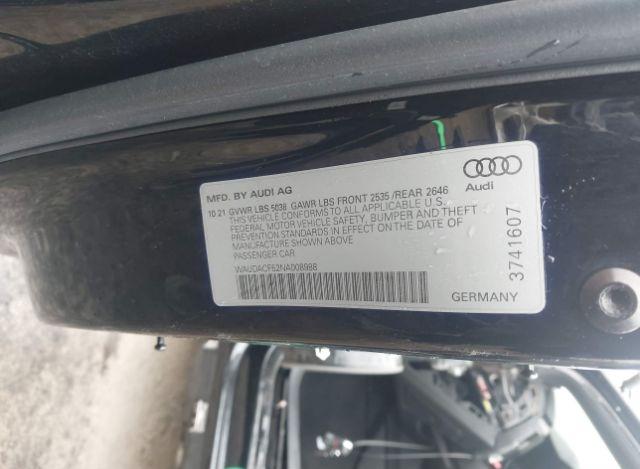 MFD. BY AUDI AG
10 21 GVWR LBS 5038 GAWR LBS FRONT 2535 /REAR 2646
THIS VEHICLE CONFORMS TO ALL APPLICABLE U.S.
FEDERAL MOTOR VEHICLE SAFETY, BUMPER AND THEFT
PREVENTION STANDARDS IN EFFECT ON THE DATE OF
MANUFACTURE SHOWN ABOVE
PASSENGER CAR
WAUDACF52NA008988
Audi
3741607
GERMANY